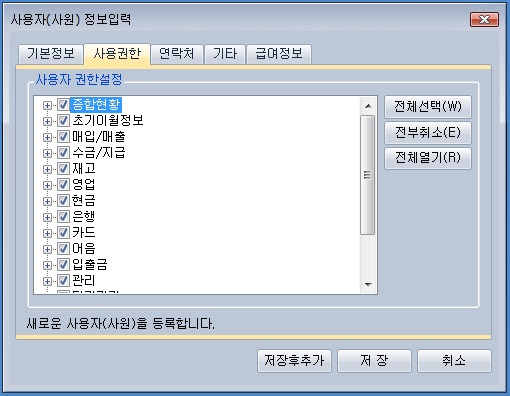 사용자(사원) 정보입력
기본정보 사용권한 연락처 기타 급여정보
사용자 권한설정
종합현황
초기이월정보
매입/매출
수금/지급
재고
영업
현금
은행
카드
어음
입출금
관리
전체선택(W)
전부취소(E)
전체열기(R)
새로운 사용자(사원)을 등록합니다.
저장후추가 저 장 취소